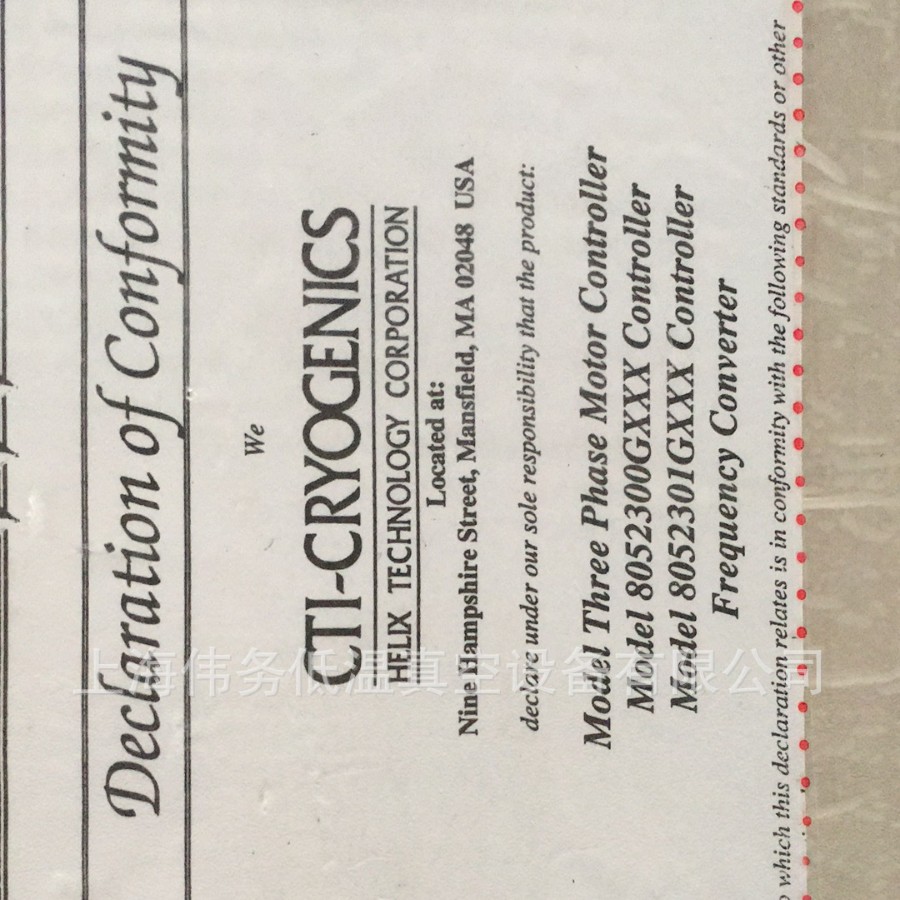 Declaration of Conformity
We
CTI-CRYOGENICS
HELIX TECHNOLOGY CORPORATION
Located at:
Nine Hampshire Street, Mansfield, MA 02048 USA
declare under our sole responsibility that the product:
Model Three Phase Motor Controller
Model 8052300GXXX Controller
Model 8052301GXXX Controller
Frequency Converter
which this declaration relates is in conformity with the following standards or other
上海伟务低温真空设备有限公司